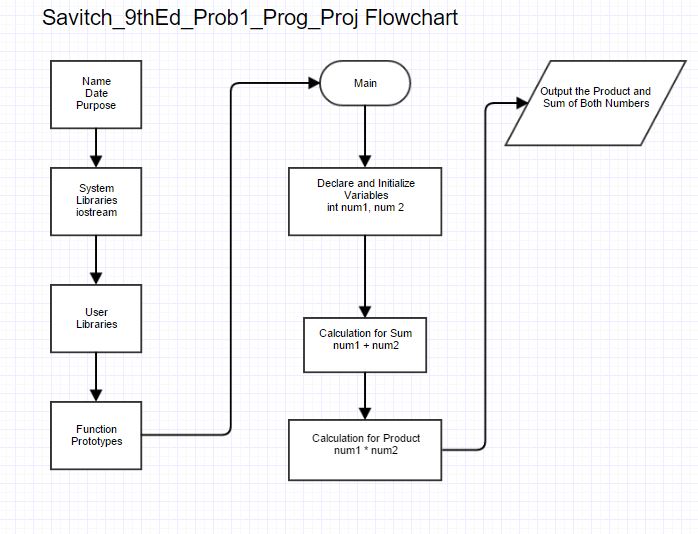 Savitch_9thEd_Prob1_Prog_Proj Flowchart
Name
Date
Purpose
System
Libraries
iostream
User
Libraries
Function
Prototypes
Main
Declare and Initialize
Variables
int num1, num 2
Calculation for Sum
num1 + num2
Calculation for Product
num1 * num2
Output the Product and
Sum of Both Numbers